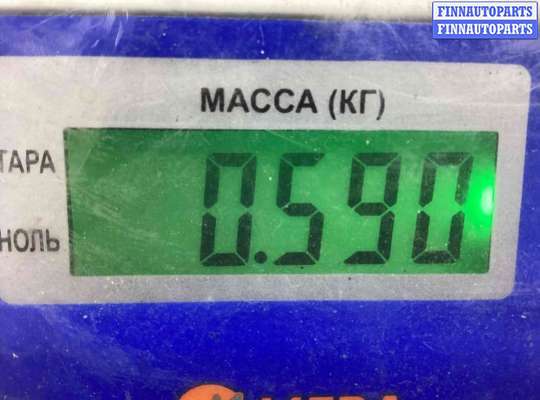 FINNAUTOPARTS
FINNAUTOPARTS
МАССА (КГ)
ТАРА
0.590
НОЛЬ